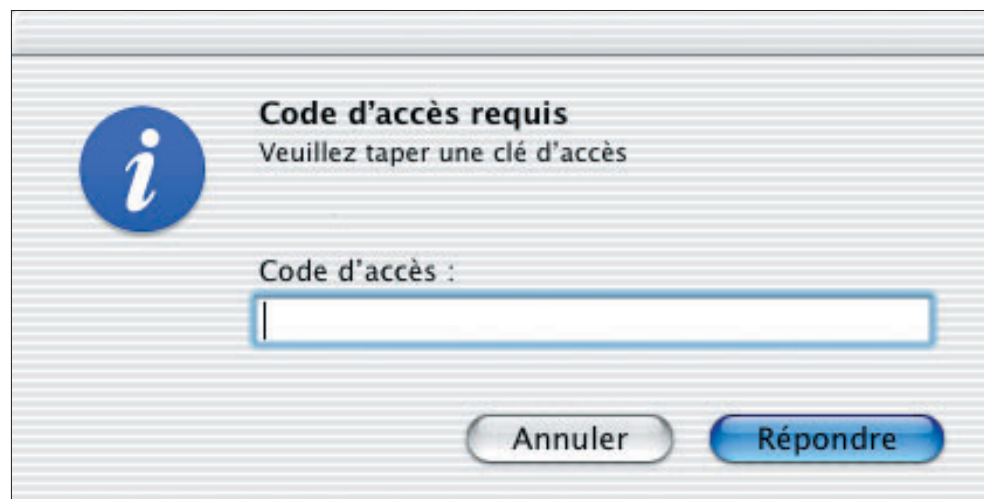 Code d'accès requis
Veuillez taper une clé d'accès
Code d'accès :
Annuler
Répondre